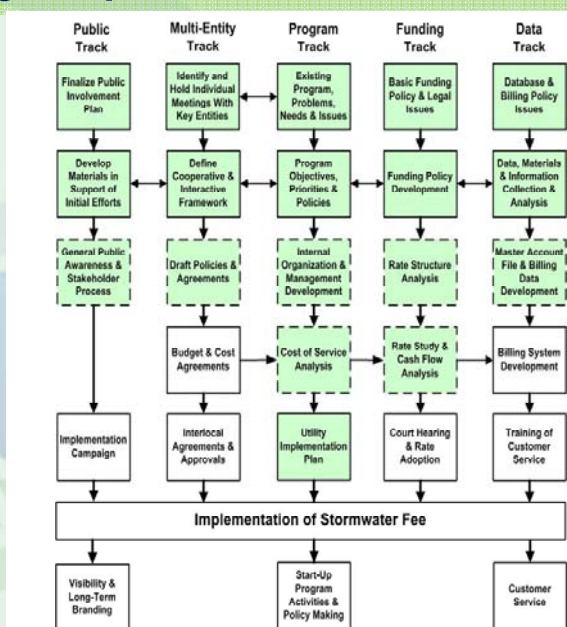 Public
Track
Multi-Entity
Track
Program
Track
Funding
Track
Data
Track
Finalize Public
Involvement
Plan
Identify and
Hold Individual
Meetings With
Key Entities
Existing
Program,
Problems,
Needs & Issues
Basic Funding
Policy & Legal
Issues
Database &
Billing Policy
Issues
Develop
Materials in
Support of
Initial Efforts
Define
Cooperative &
Interactive
Framework
Program
Objectives,
Priorities &
Policies
Funding Policy
Development
Data, Materials
& Information
Collection &
Analysis
General Public
Awareness &
Stakeholder
Process
Draft Policies &
Agreements
Internal
Organization &
Management
Development
Rate Structure
Analysis
Master Account
File & Billing
Data
Development
Budget & Cost
Agreements
Cost of Service
Analysis
Rate Study &
Cash Flow
Analysis
Billing System
Development
Implementation
Campaign
Interlocal
Agreements &
Approvals
Utility
Implementation
Plan
Court Hearing
& Rate
Adoption
Training of
Customer
Service
Implementation of Stormwater Fee
Visibility &
Long-Term
Branding
Start-Up
Program
Activities &
Policy Making
Customer
Service